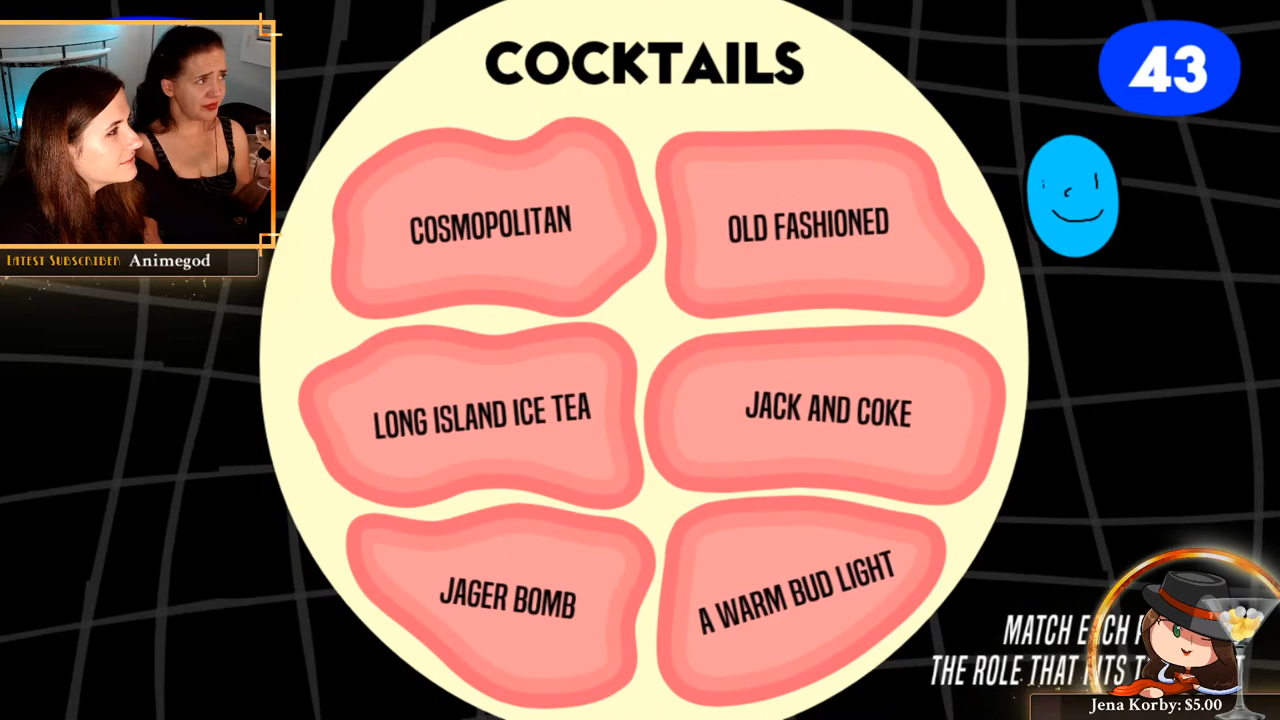 COCKTAILS
43
COSMOPOLITAN
OLD FASHIONED
LATEST SUBSCRIBER Animegod
LONG ISLAND ICE TEA
JACK AND COKE
JAGER BOMB
A WARM BUD LIGHT
MATCH
THE ROLE THAT
Jena Korby: $5.00